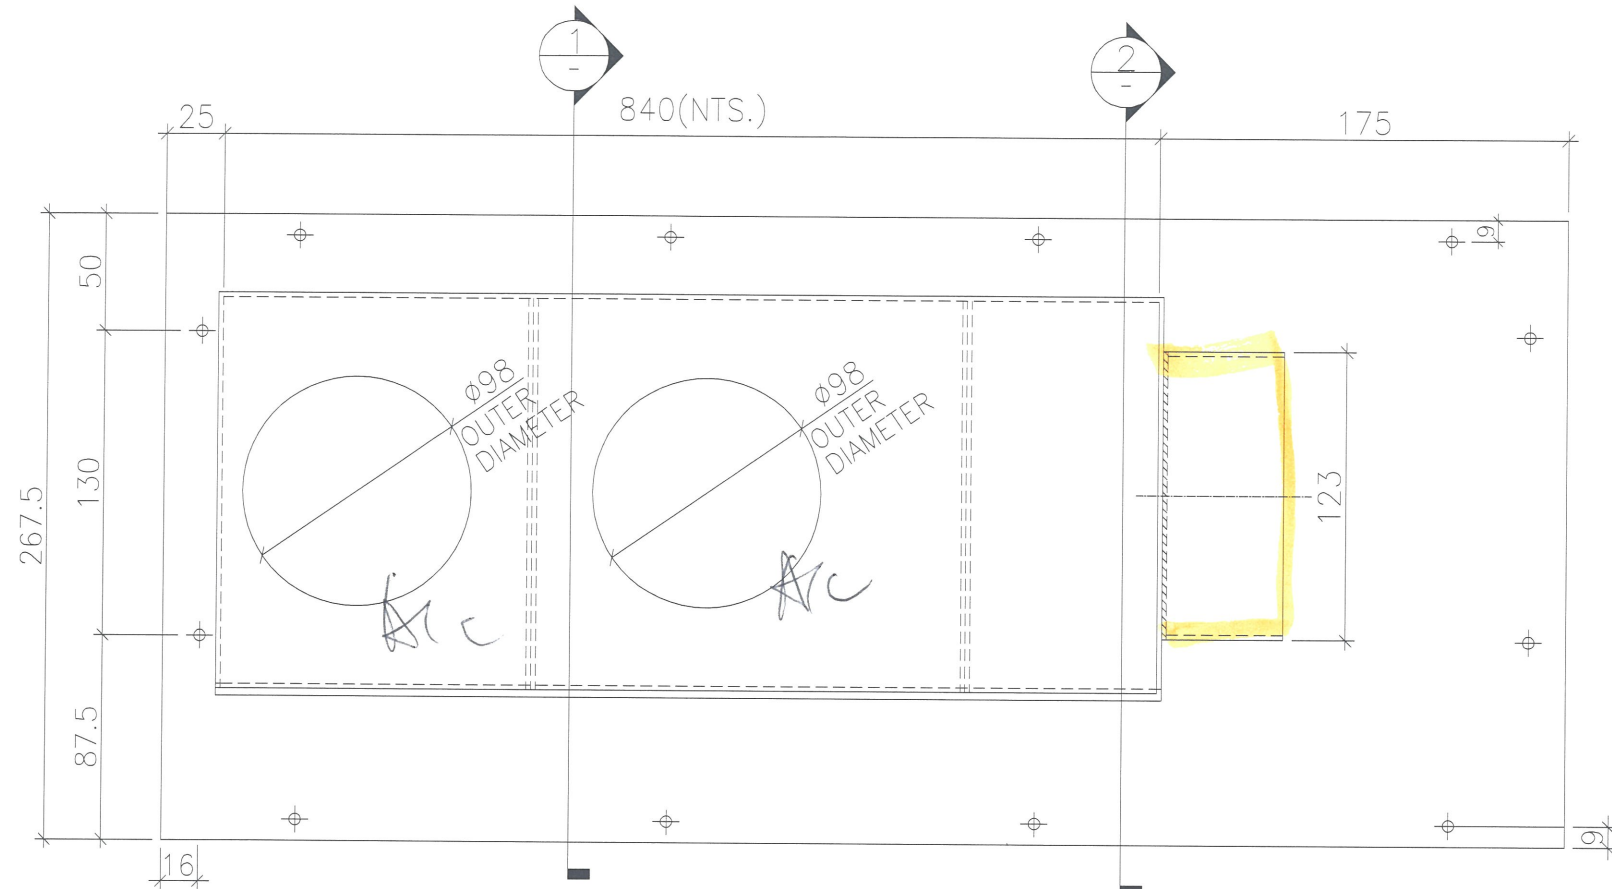 1
-
2
-
840(NTS.)
25
175
9
50
Ø98
OUTER
DIAMETER
Ø98
OUTER
DIAMETER
130
123
267.5
A/C
A/C
87.5
9
16